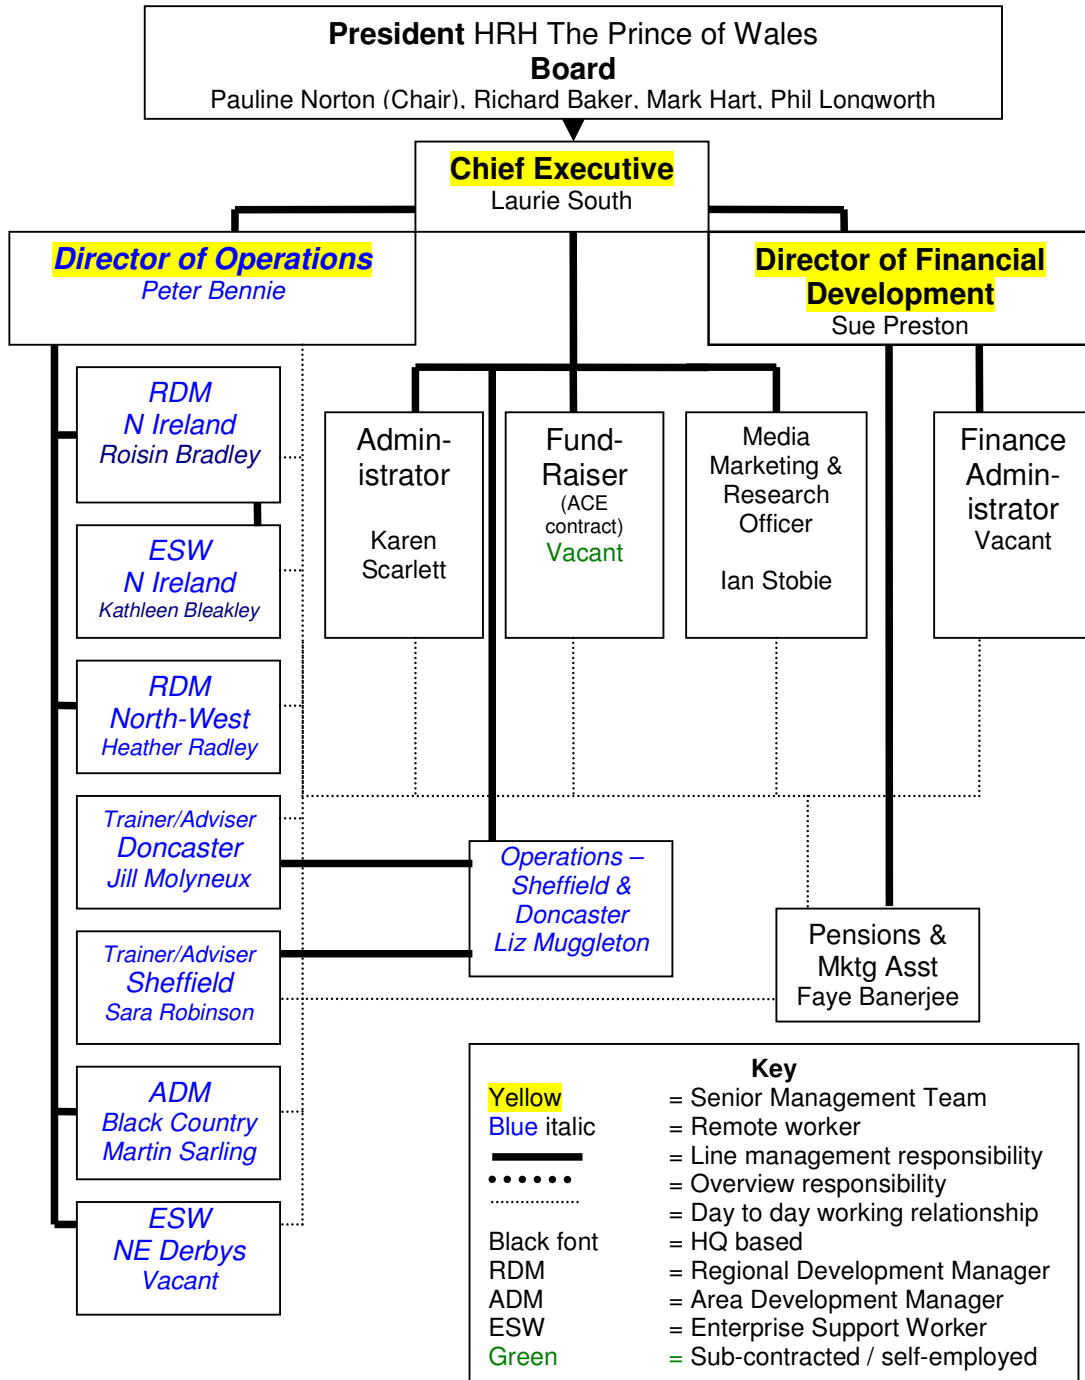 President HRH The Prince of Wales
Board
Pauline Norton (Chair), Richard Baker, Mark Hart, Phil Longworth
Chief Executive
Laurie South
Director of Operations
Peter Bennie
Director of Financial
Development
Sue Preston
RDM
N Ireland
Roisin Bradley
ESW
N Ireland
Kathleen Bleakley
RDM
North-West
Heather Radley
Trainer/Adviser
Doncaster
Jill Molyneux
Trainer/Adviser
Sheffield
Sara Robinson
ADM
Black Country
Martin Sarling
ESW
NE Derbys
Vacant
Admin-
istrator
Karen
Scarlett
Fund-
Raiser
(ACE
contract)
Vacant
Media
Marketing &
Research
Officer
Ian Stobie
Finance
Admin-
istrator
Vacant
Operations –
Sheffield &
Doncaster
Liz Muggleton
Pensions &
Mktg Asst
Faye Banerjee
Key
Yellow = Senior Management Team
Blue italic = Remote worker
= Line management responsibility
= Overview responsibility
= Day to day working relationship
Black font = HQ based
RDM = Regional Development Manager
ADM = Area Development Manager
ESW = Enterprise Support Worker
Green = Sub-contracted / self-employed